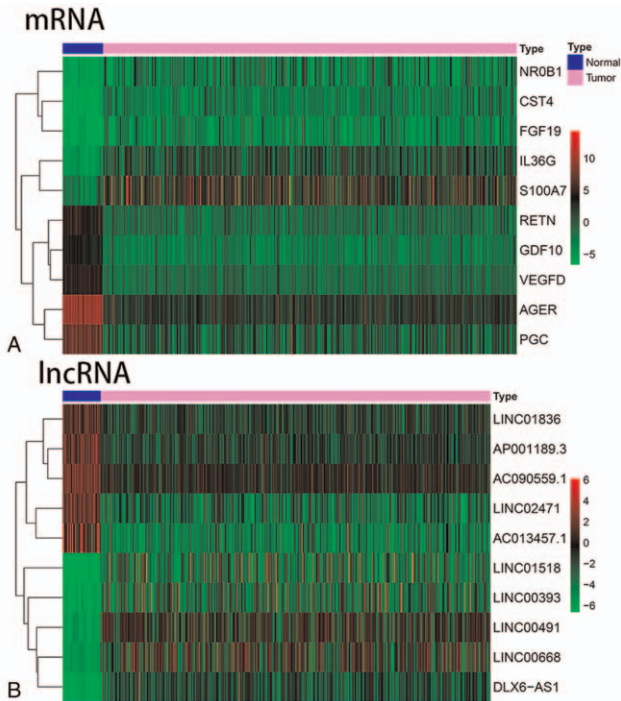 mRNA
Type
Type
Normal
Tumor
NR0B1
CST4
FGF19
IL36G
S100A7
RETN
GDF10
VEGFD
AGER
PGC
10
5
0
−5
A
lncRNA
Type
LINC01836
AP001189.3
AC090559.1
LINC02471
AC013457.1
LINC01518
LINC00393
LINC00491
LINC00668
DLX6−AS1
6
4
2
0
−2
−4
−6
B